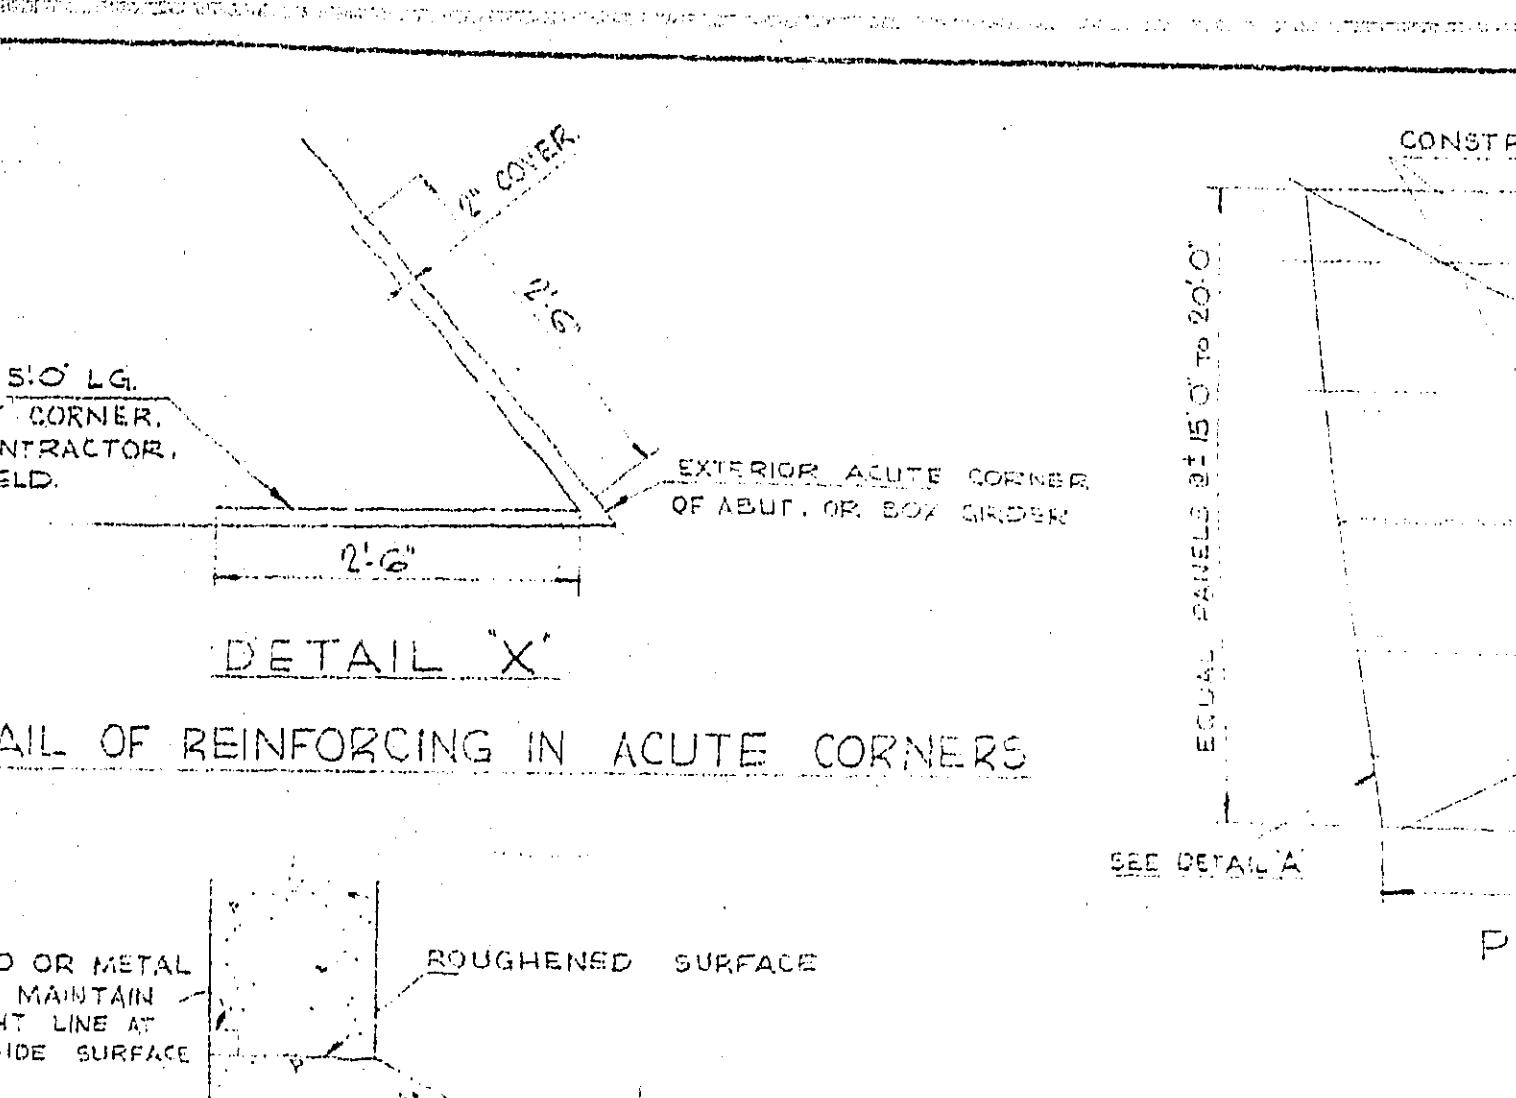 CONST
2" COVER.
2'-6"
5'-0" LG.
CORNER.
NTRACTOR,
ELD.
EXTERIOR ACUTE CORNER
OF ABUT. OR BOX GIRDER
2'-6"
DETAIL "X"
AIL OF REINFORCING IN ACUTE CORNERS
EQUAL PANELS @ ± 15'-0" TO 20'-0"
SEE DETAIL 'A'
P
D OR METAL
MAINTAIN
HT LINE AT
IDE SURFACE
ROUGHENED SURFACE